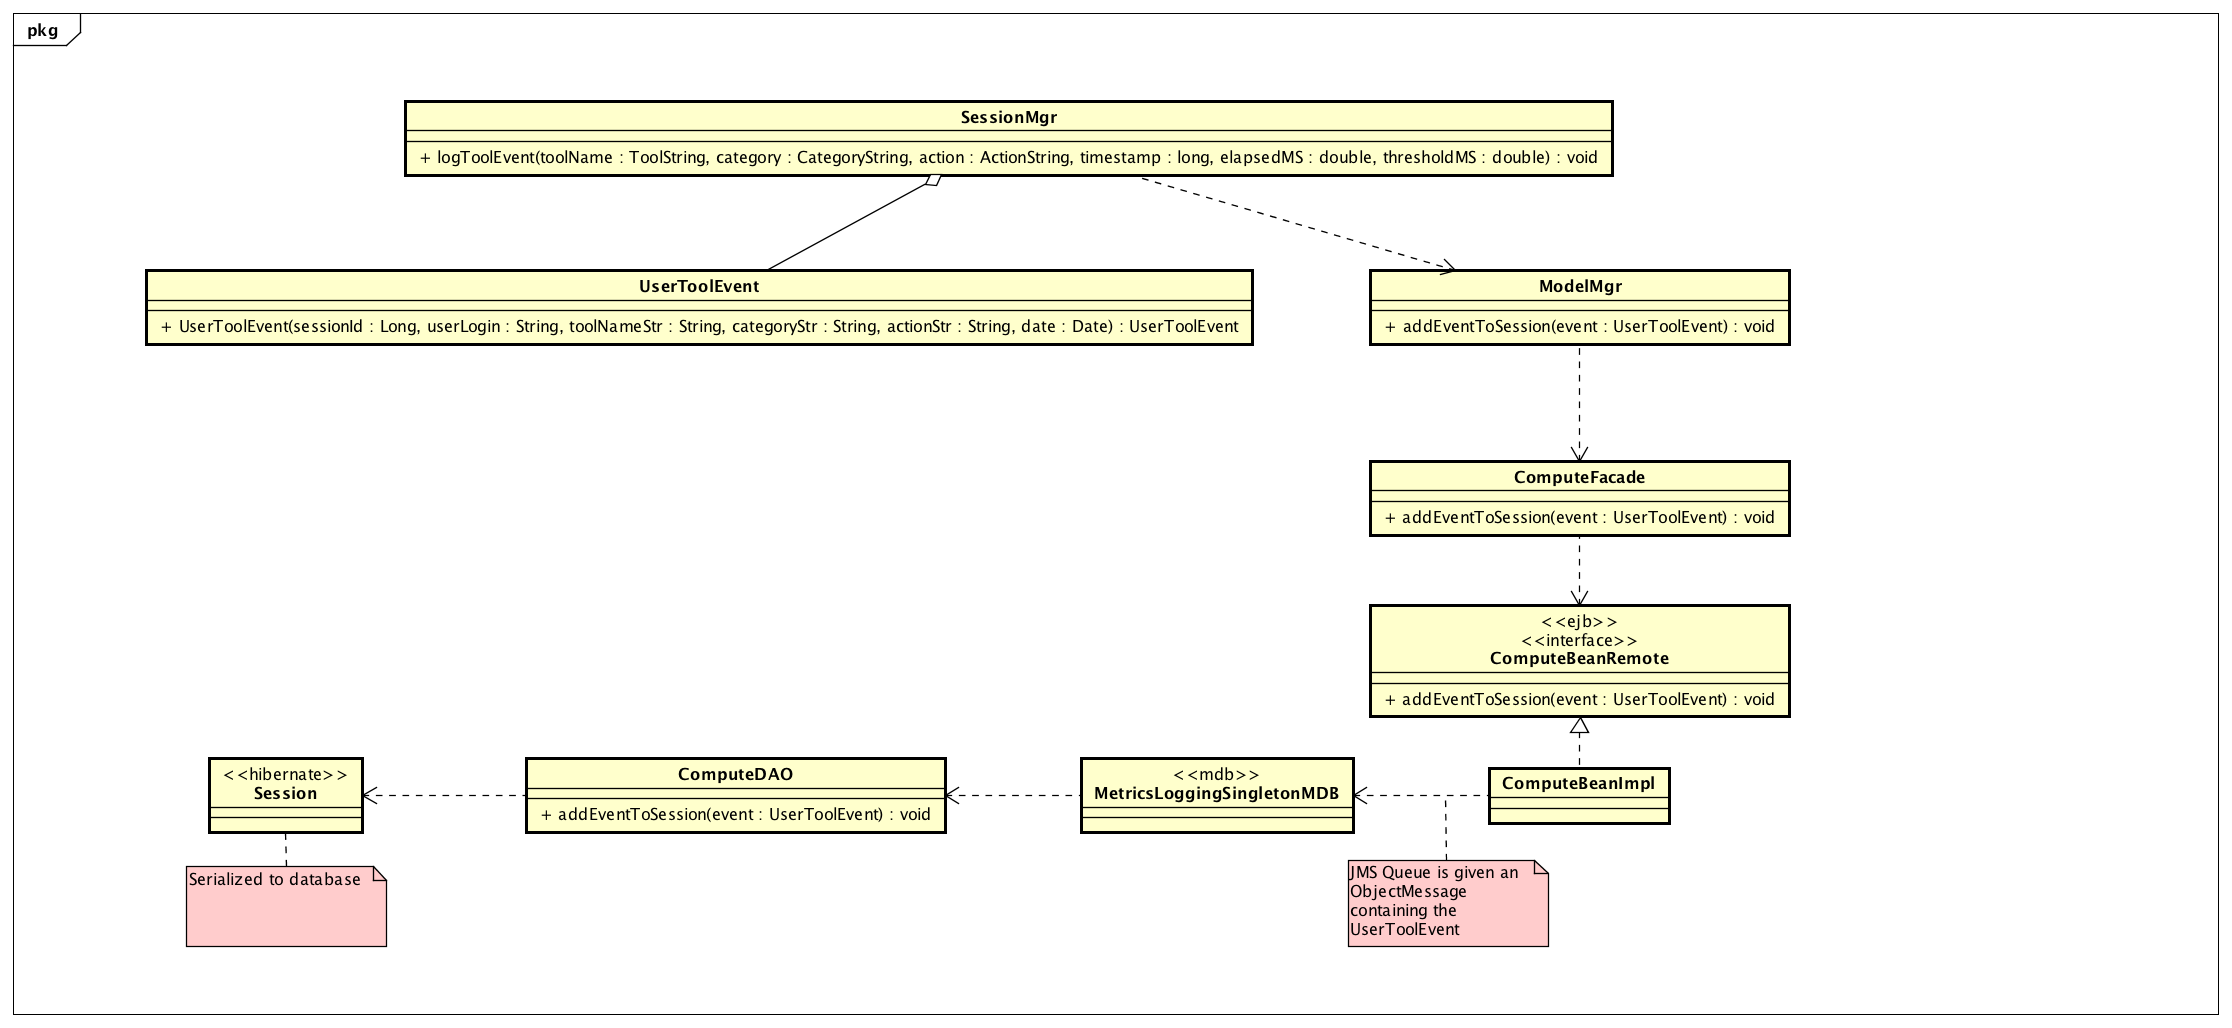 pkg
SessionMgr
+ logToolEvent(toolName : ToolString, category : CategoryString, action : ActionString, timestamp : long, elapsedMS : double, thresholdMS : double) : void
UserToolEvent
+ UserToolEvent(sessionId : Long, userLogin : String, toolNameStr : String, categoryStr : String, actionStr : String, date : Date) : UserToolEvent
ModelMgr
+ addEventToSession(event : UserToolEvent) : void
ComputeFacade
+ addEventToSession(event : UserToolEvent) : void
<<ejb>>
<<interface>>
ComputeBeanRemote
+ addEventToSession(event : UserToolEvent) : void
<<hibernate>>
Session
ComputeDAO
+ addEventToSession(event : UserToolEvent) : void
<<mdb>>
MetricsLoggingSingletonMDB
ComputeBeanImpl
Serialized to database
JMS Queue is given an
ObjectMessage
containing the
UserToolEvent